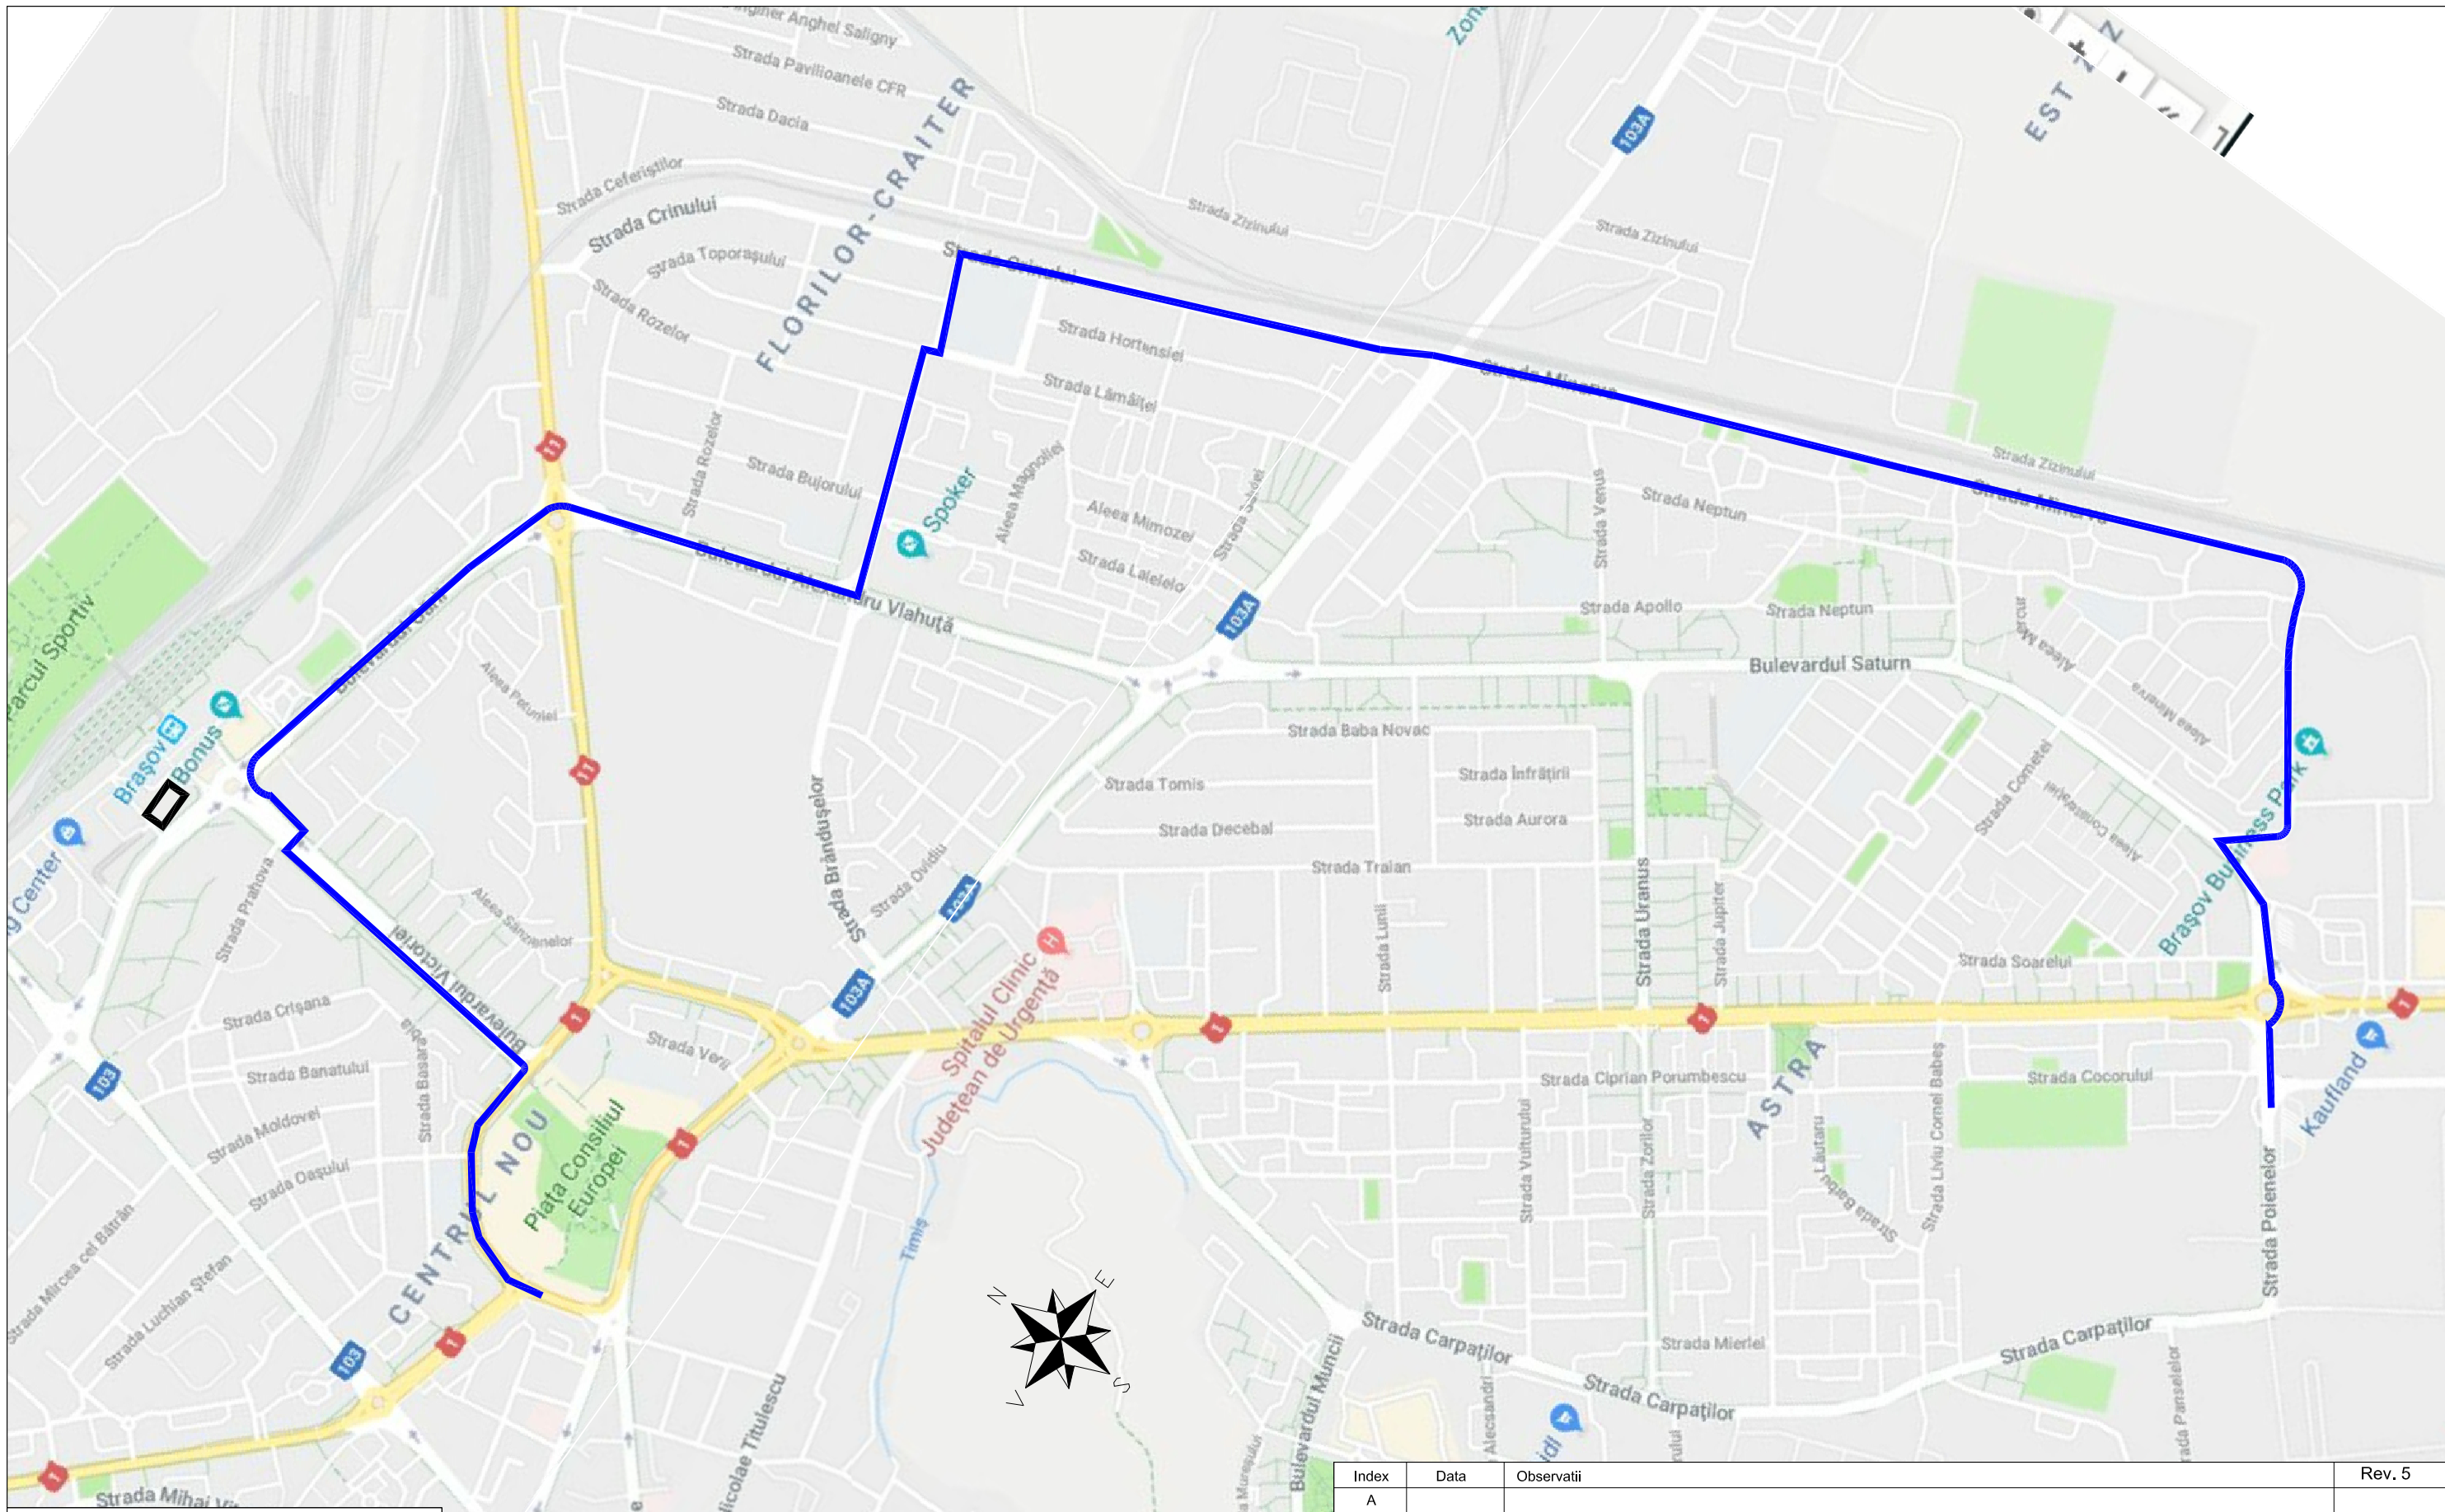 Strada Pavilioanele CFR
Strada Dacia
FLORILOR-CRAITER
EST
Z
103A
Strada Ceferiștilor
Strada Crinului
Strada Zizinului
Strada Zizinului
Strada Toporașului
Strada Crinului
Strada Rozelor
Strada Hortensiei
Strada Minerva
Strada Lămâiței
11
Strada Rozelor
Strada Bujorului
Spoker
Aleea Magnoliei
Aleea Mimozei
Strada Venus
Strada Neptun
Strada Zizinului
Strada Minerva
Bulevardul Alexandru Vlahuță
Strada Lalelelor
103A
Strada Apollo
Strada Neptun
Aleea Mercur
Parcul Sportiv
Aleea Petuniei
Bulevardul Saturn
Aleea Minerva
Brașov
Bonus
11
Strada Baba Novac
Strada Tomis
Strada Înfrățirii
Strada Cometei
Aleea Constelației
Strada Decebal
Strada Aurora
Strada Brândușelor
Strada Ovidiu
Strada Traian
Brașov Business Park
g Center
Strada Prahova
Aleea Sânzienelor
103A
Strada Lunii
Strada Uranus
Strada Jupiter
Bulevardul Victoriei
Spitalul Clinic
Județean de Urgență
H
Strada Soarelui
103A
Strada Crișana
1
1
1
1
Strada Verii
Strada Banatului
Strada Basarabia
103
Strada Ciprian Porumbescu
ASTRA
Strada Cocorului
Kaufland
Strada Moldovei
CENTRUL NOU
Piața Consiliul
Europei
1
Strada Oașului
Strada Vulturului
Strada Zorilor
Strada Barbu Lăutaru
Strada Liviu Cornel Babeș
Strada Poienelor
Strada Mircea cel Bătrân
Strada Luchian Ștefan
Timiș
N
E
V
S
103
1
Strada Carpaților
Strada Mierlei
Strada Carpaților
Strada Carpaților
Bulevardul Muncii
1
Index
Data
Observatii
Rev. 5
A